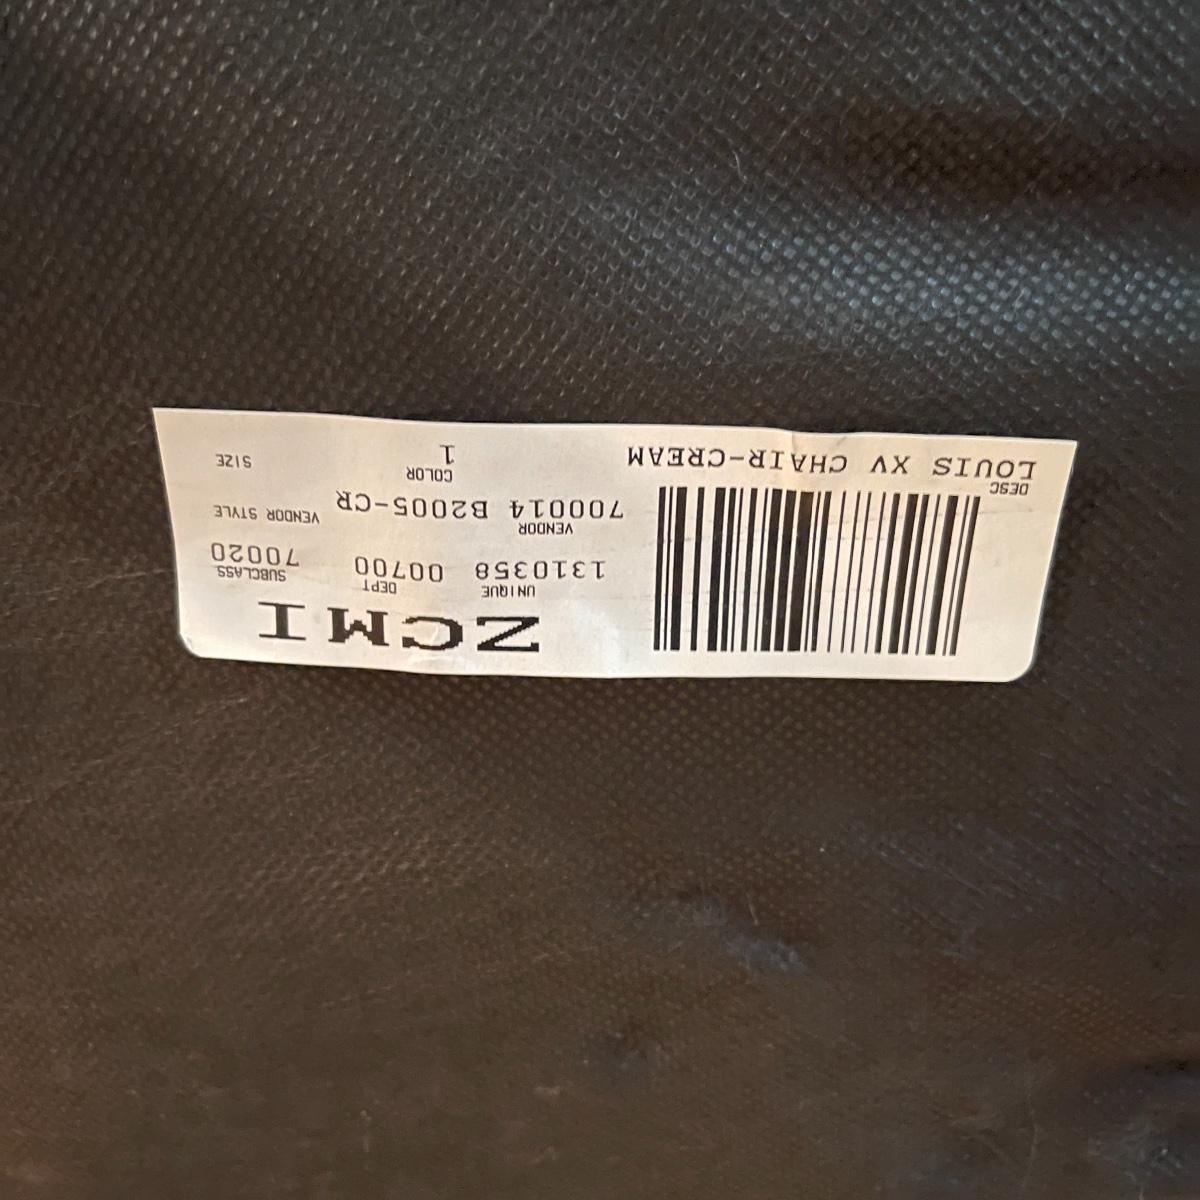 ZCMI
UNIQUE DEPT SUBCLASS
1310358 00700 70020
VENDOR VENDOR STYLE
700014 B2005-CR
COLOR SIZE
1
DESC
LOUIS XV CHAIR-CREAM